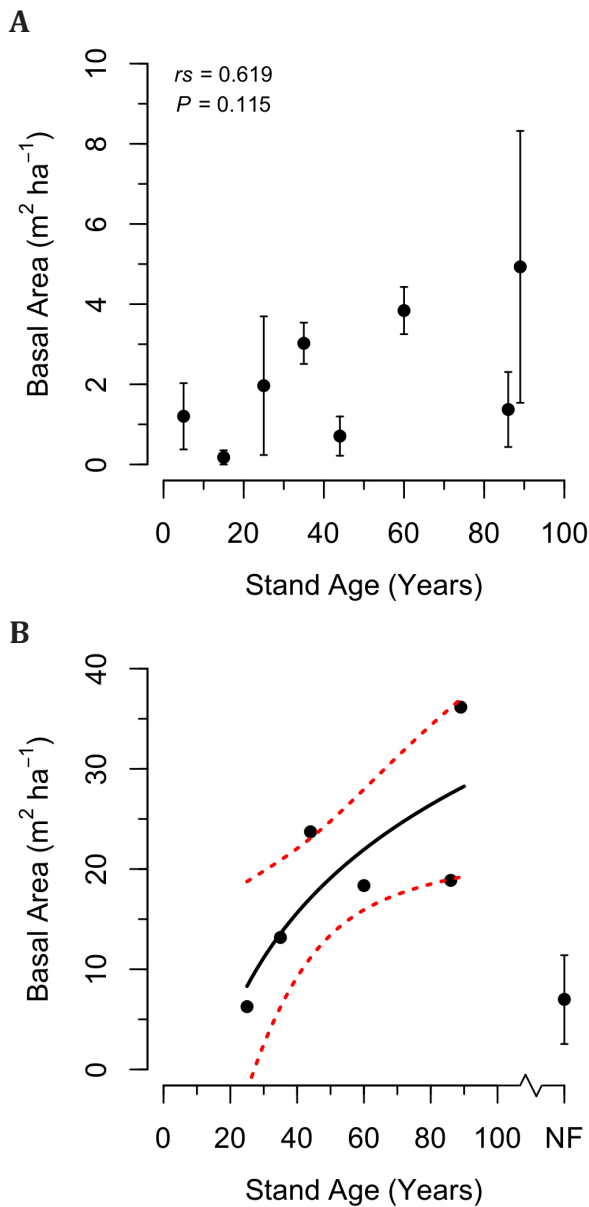 A
rs = 0.619
P = 0.115
Basal Area (m² ha⁻¹)
10
8
6
4
2
0
0 20 40 60 80 100
Stand Age (Years)
B
Basal Area (m² ha⁻¹)
40
30
20
10
0
0 20 40 60 80 100 NF
Stand Age (Years)